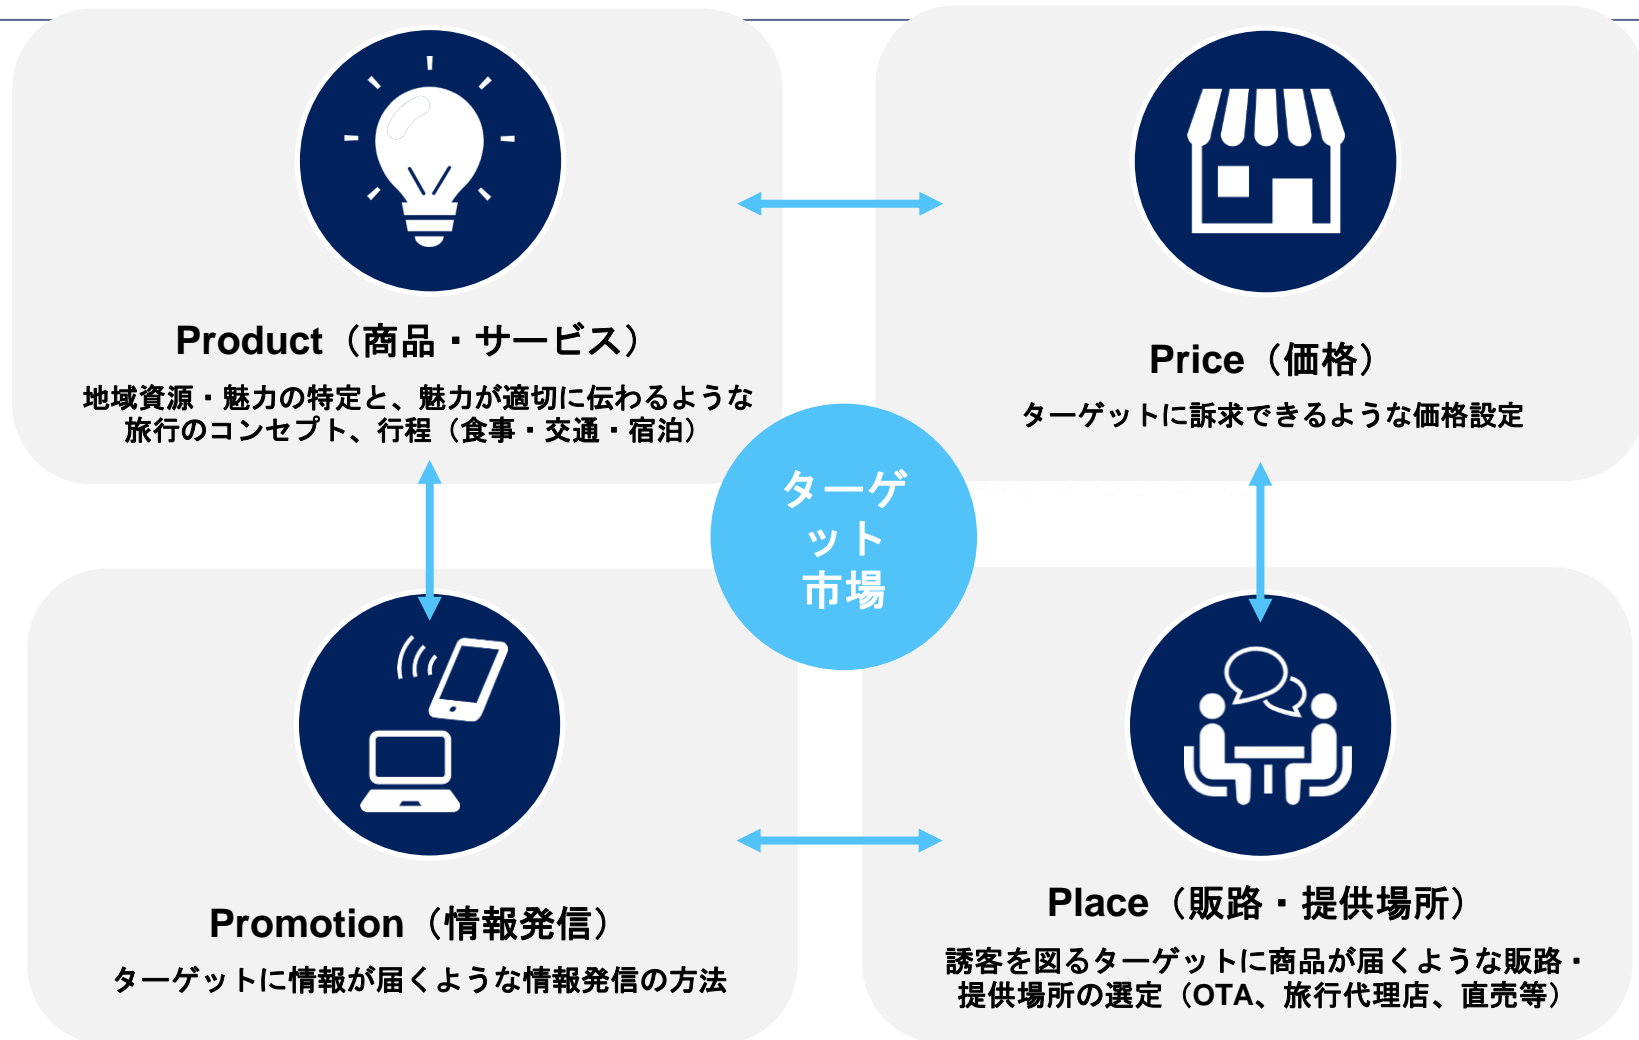 Product（商品・サービス）
地域資源・魅力の特定と、魅力が適切に伝わるような
旅行のコンセプト、行程（食事・交通・宿泊）
Price（価格）
ターゲットに訴求できるような価格設定
ターゲ
ット
市場
Promotion（情報発信）
ターゲットに情報が届くような情報発信の方法
Place（販路・提供場所）
誘客を図るターゲットに商品が届くような販路・
提供場所の選定（OTA、旅行代理店、直売等）